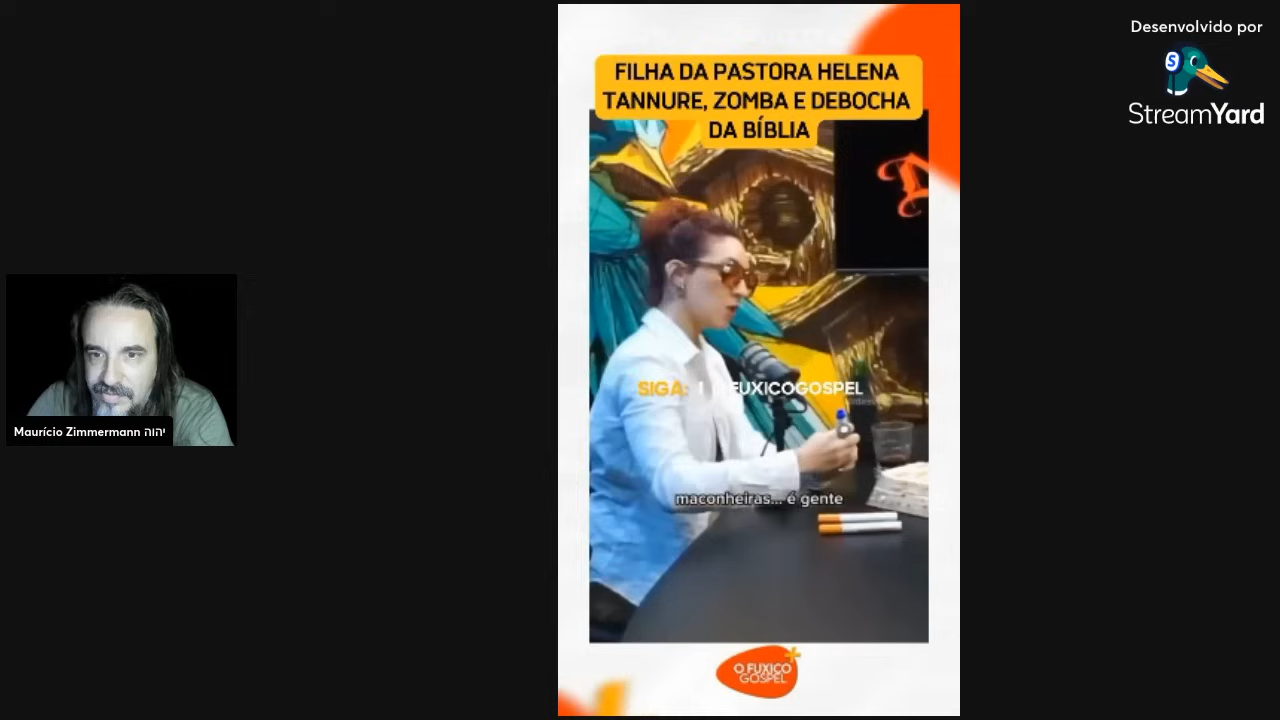 Desenvolvido por
StreamYard
FILHA DA PASTORA HELENA
TANNURE, ZOMBA E DEBOCHA
DA BÍBLIA
SIGA: FUXICOGOSPEL
maconheiras... é gente
Maurício Zimmermann יהוה
O FUXICO
GOSPEL